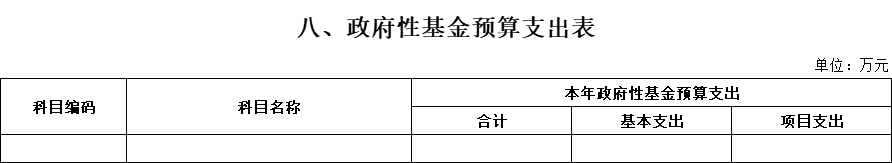 八、政府性基金预算支出表
单位：万元
科目编码 科目名称 本年政府性基金预算支出
合计 基本支出 项目支出